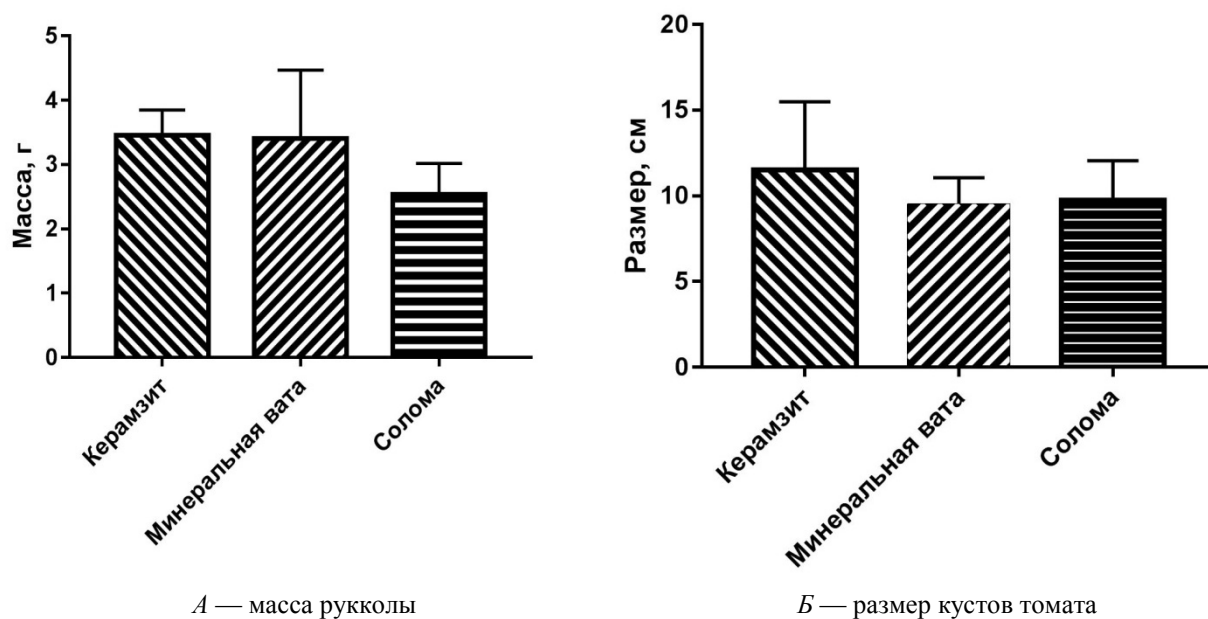 Масса, г
5
4
3
2
1
0
Керамзит
Минеральная вата
Солома
А — масса рукколы
Размер, см
20
15
10
5
0
Керамзит
Минеральная вата
Солома
Б — размер кустов томата